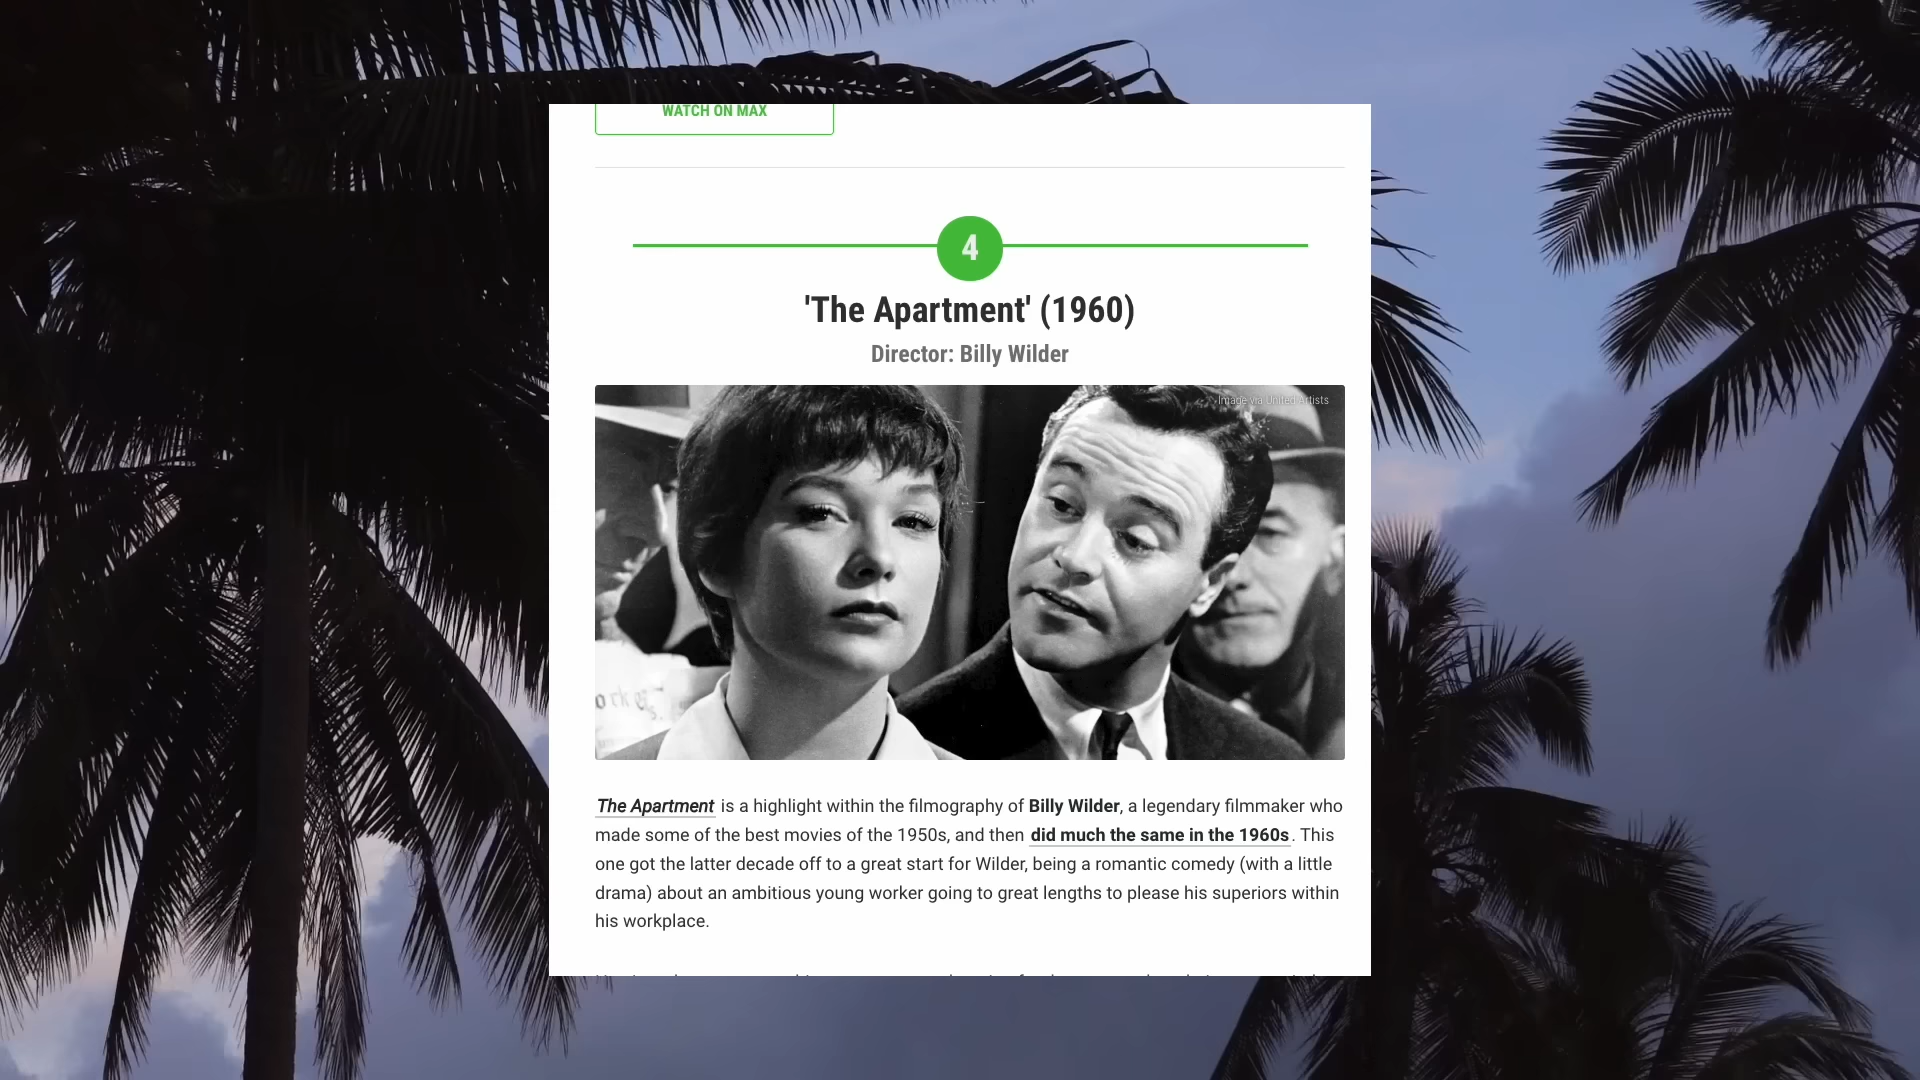 WATCH ON MAX
4
'The Apartment' (1960)
Director: Billy Wilder
Image via United Artists
The Apartment is a highlight within the filmography of Billy Wilder, a legendary filmmaker who
made some of the best movies of the 1950s, and then did much the same in the 1960s. This
one got the latter decade off to a great start for Wilder, being a romantic comedy (with a little
drama) about an ambitious young worker going to great lengths to please his superiors within
his workplace.